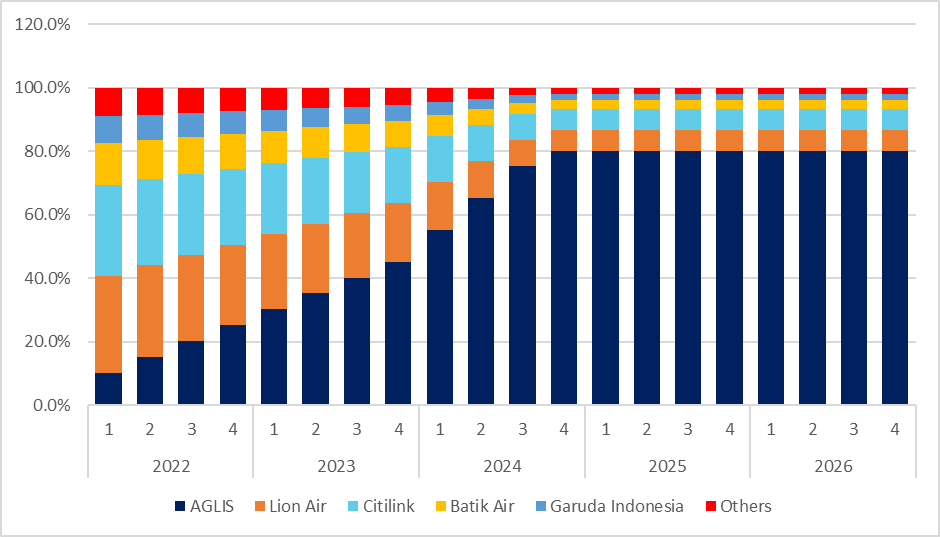 120.0%
100.0%
80.0%
60.0%
40.0%
20.0%
0.0%
1 2 3 4 1 2 3 4 1 2 3 4 1 2 3 4 1 2 3 4
2022 2023 2024 2025 2026
AGLIS Lion Air Citilink Batik Air Garuda Indonesia Others